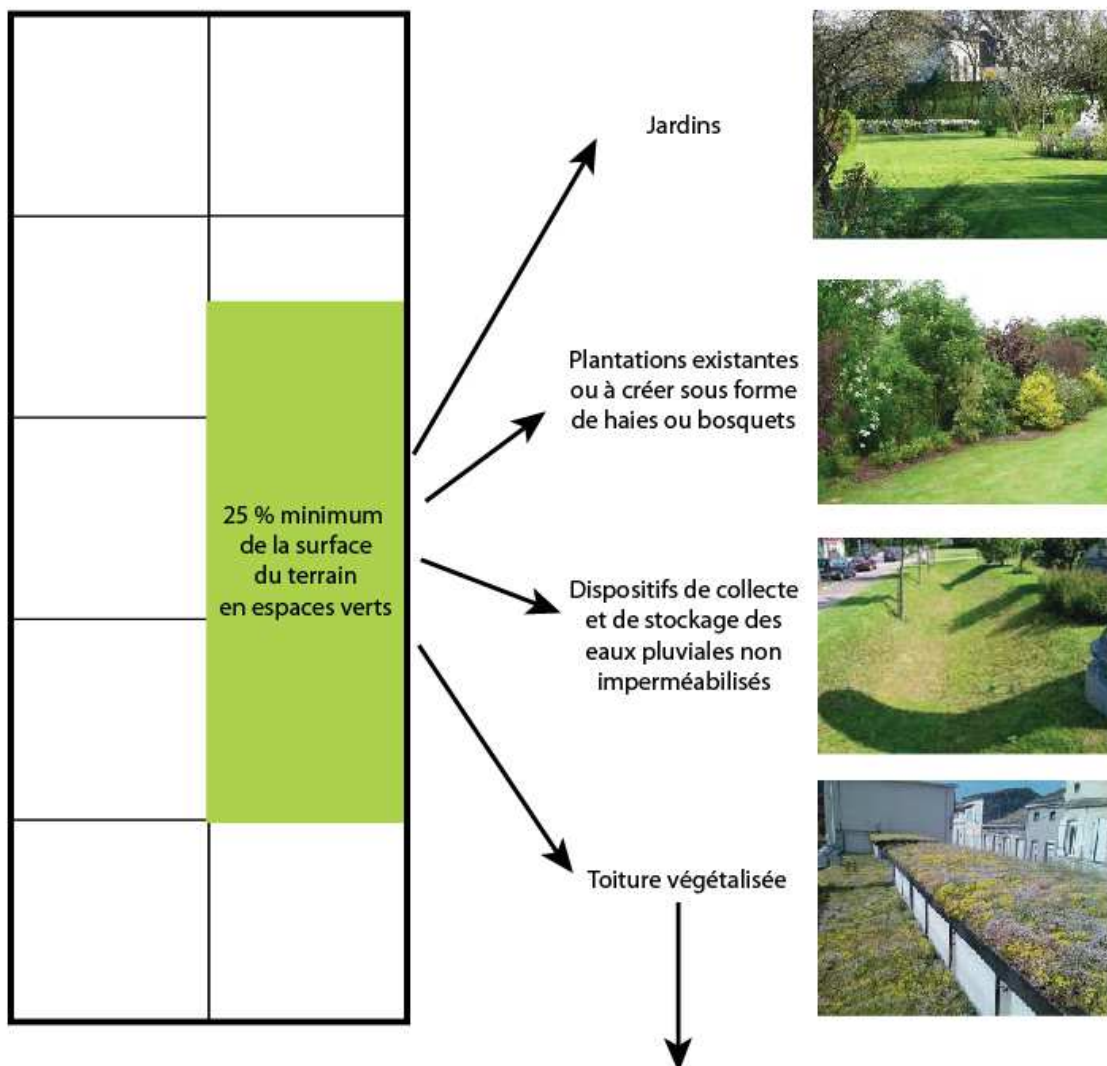 Jardins
Plantations existantes
ou à créer sous forme
de haies ou bosquets
25 % minimum
de la surface
du terrain
en espaces verts
Dispositifs de collecte
et de stockage des
eaux pluviales non
imperméabilisés
Toiture végétalisée